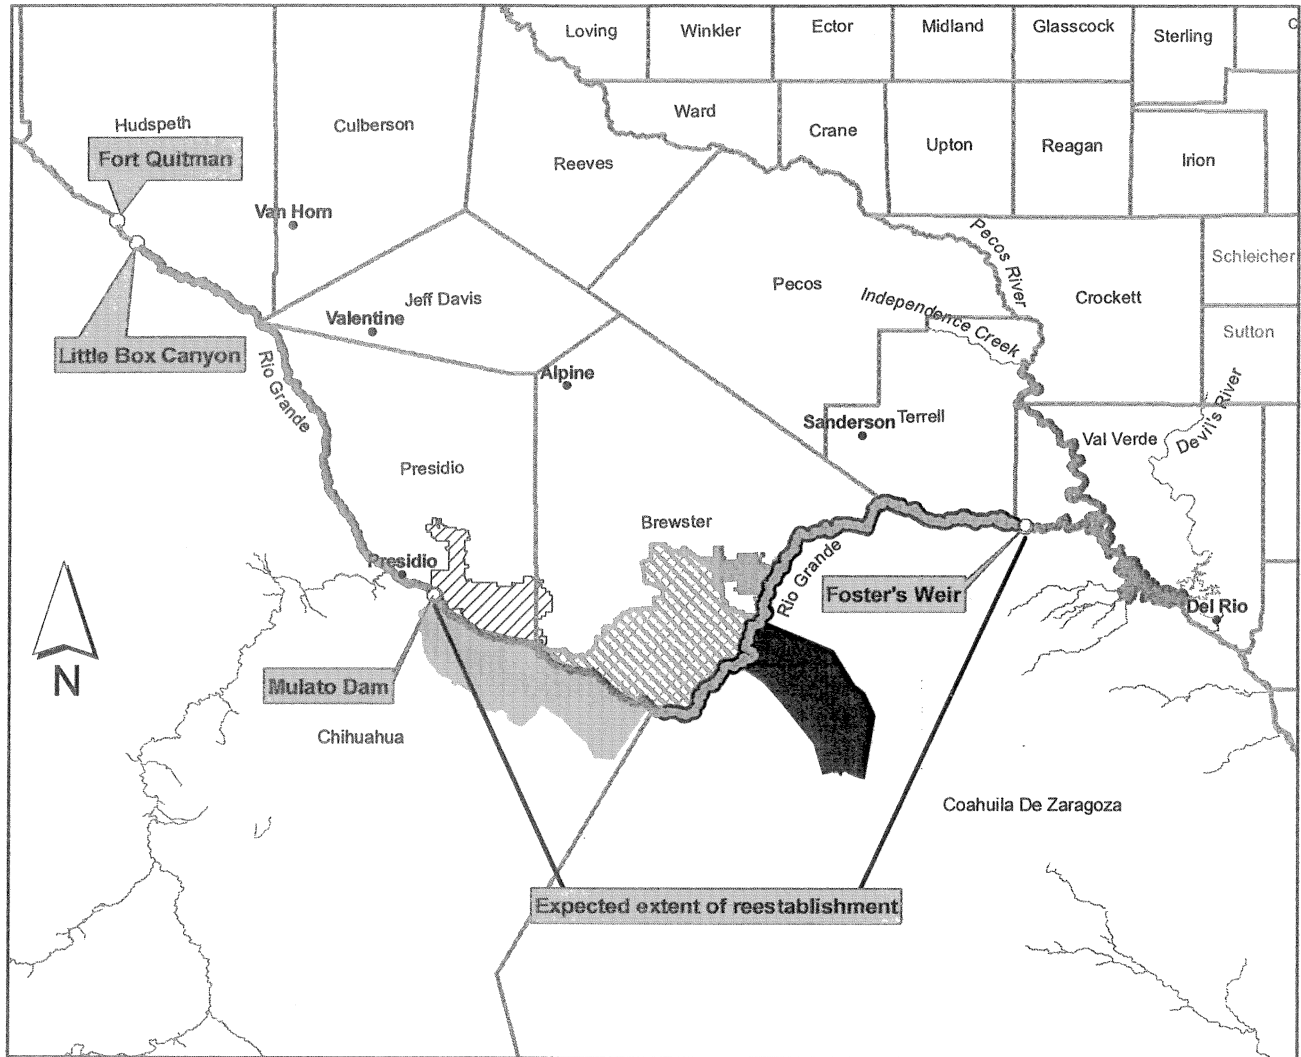 Loving
Winkler
Ector
Midland
Glasscock
Sterling
C
Hudspeth
Culberson
Ward
Crane
Upton
Reagan
Irion
Fort Quitman
Reeves
Van Horn
Pecos River
Schleicher
Pecos
Independence Creek
Crockett
Jeff Davis
Valentine
Sutton
Little Box Canyon
Rio Grande
Alpine
Devil's River
Sanderson
Terrell
Val Verde
Presidio
Brewster
Presidio
Rio Grande
Foster's Weir
Del Rio
N
Mulato Dam
Chihuahua
Coahuila De Zaragoza
Expected extent of reestablishment